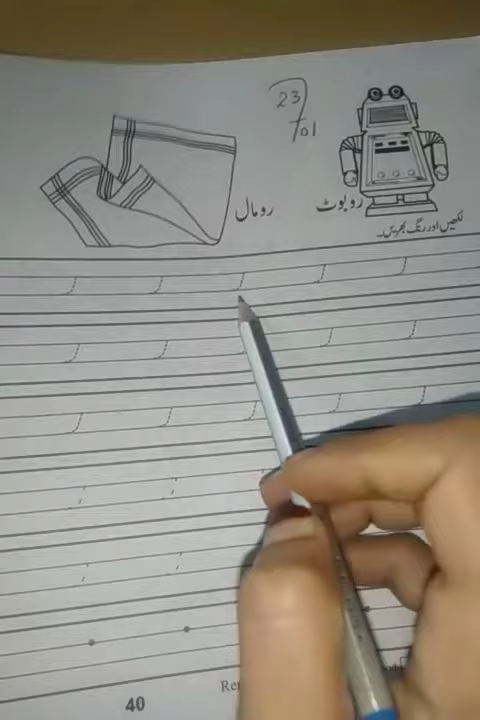 23/01
روبوٹ
رومال
لکھیں اور رنگ بھریں۔
ر ر ر ر ر
ر ر ر ر ر
ر ر ر ر ر
40